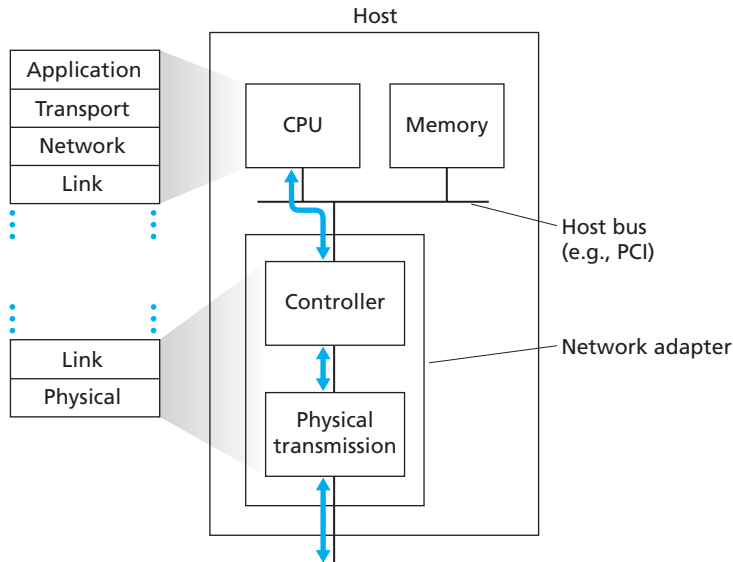 Host
Application
Transport
Network
Link
CPU
Memory
Host bus
(e.g., PCI)
Controller
Network adapter
Link
Physical
Physical
transmission